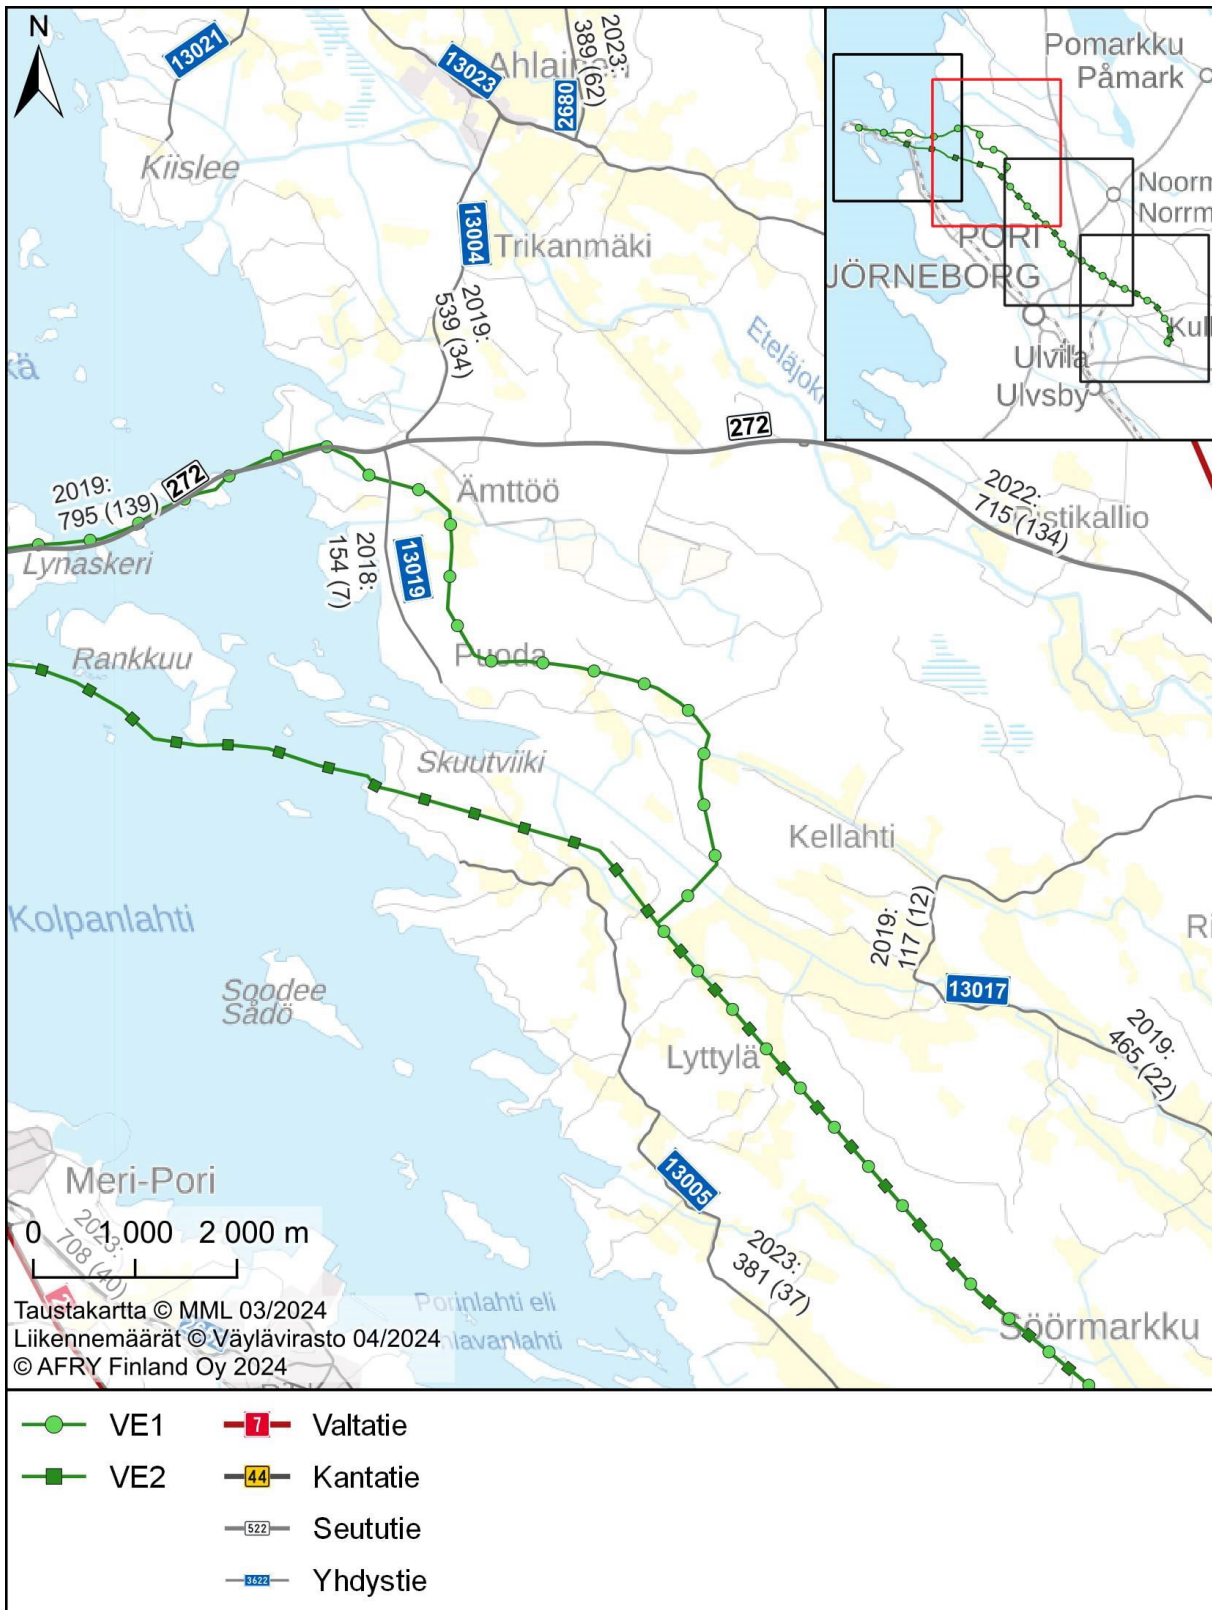 N
13021
13023
Ahlainen
2680
2023:
389 (62)
Kiislee
13004
Trikanmäki
2019:
539 (34)
Eteläjoki
Pomarkku
Påmark
PORI
JÖRNEBORG
Ulvila
Ulvsby
272
272
2019:
795 (139)
Lynaskeri
Ämttöö
2018:
154 (7)
13019
2022:
715 (134)
Rankkuu
Puoda
Skuutviiki
Kellahti
Kolpanlahti
2019:
117 (12)
13017
Soodee
Sådö
Lyttylä
2019:
465 (22)
Meri-Pori
13005
2023:
708 (40)
2023:
381 (37)
0 1 000 2 000 m
Porinlahti eli
Söörmarkku
Taustakartta © MML 03/2024
Liikennemäärät © Väylävirasto 04/2024
© AFRY Finland Oy 2024
VE1
VE2
7 Valtatie
44 Kantatie
522 Seututie
3622 Yhdystie